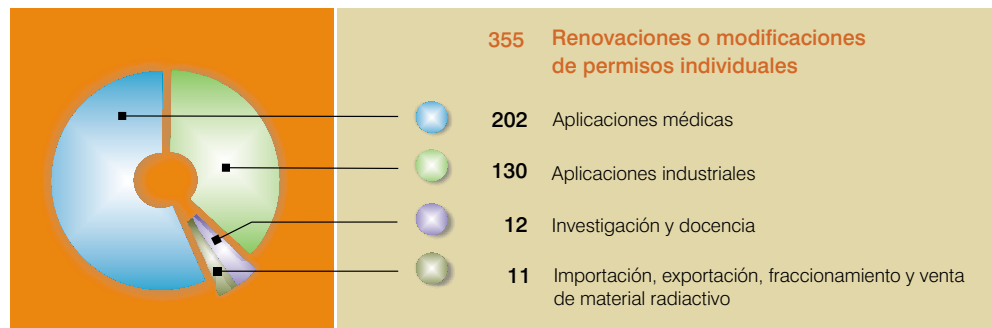 355 Renovaciones o modificaciones
de permisos individuales
202 Aplicaciones médicas
130 Aplicaciones industriales
12 Investigación y docencia
11 Importación, exportación, fraccionamiento y venta
de material radiactivo